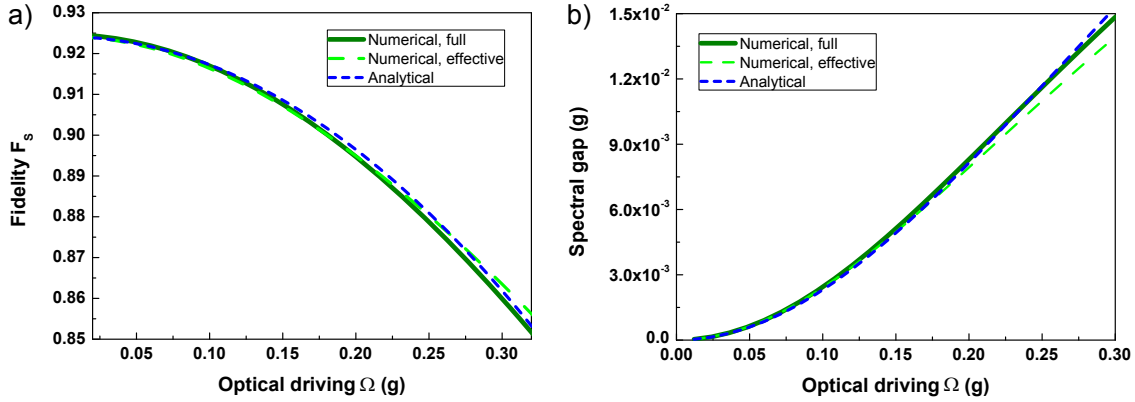 a)
0.93
0.92
0.91
0.90
0.89
0.88
0.87
0.86
0.85
Fidelity F_S
Numerical, full
Numerical, effective
Analytical
0.05 0.10 0.15 0.20 0.25 0.30
Optical driving Ω (g)
b)
1.5x10⁻²
1.2x10⁻²
9.0x10⁻³
6.0x10⁻³
3.0x10⁻³
0.0
Spectral gap (g)
Numerical, full
Numerical, effective
Analytical
0.00 0.05 0.10 0.15 0.20 0.25 0.30
Optical driving Ω (g)